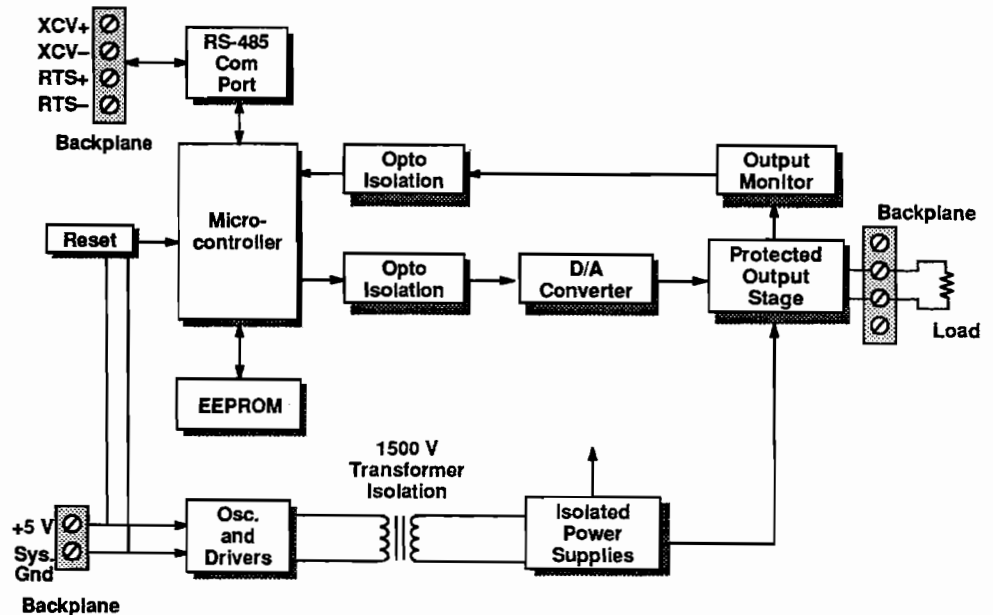 XCV+
XCV–
RTS+
RTS–
Backplane
RS-485
Com
Port
Opto
Isolation
Output
Monitor
Micro-
controller
Reset
Opto
Isolation
D/A
Converter
Protected
Output
Stage
Backplane
Load
EEPROM
1500 V
Transformer
Isolation
+5 V
Sys.
Gnd
Backplane
Osc.
and
Drivers
Isolated
Power
Supplies